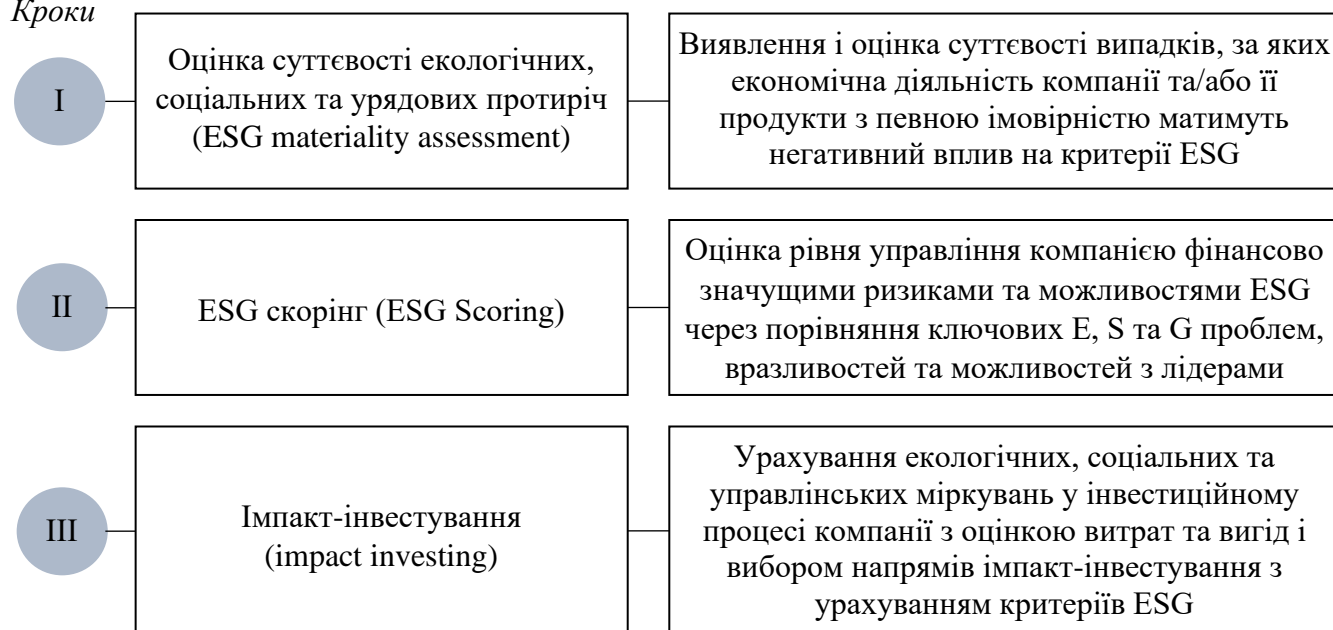 Кроки
I
Оцінка суттєвості екологічних,
соціальних та урядових протиріч
(ESG materiality assessment)
Виявлення і оцінка суттєвості випадків, за яких
економічна діяльність компанії та/або її
продукти з певною імовірністю матимуть
негативний вплив на критерії ESG
II
ESG скорінг (ESG Scoring)
Оцінка рівня управління компанією фінансово
значущими ризиками та можливостями ESG
через порівняння ключових E, S та G проблем,
вразливостей та можливостей з лідерами
III
Імпакт-інвестування
(impact investing)
Урахування екологічних, соціальних та
управлінських міркувань у інвестиційному
процесі компанії з оцінкою витрат та вигід і
вибором напрямів імпакт-інвестування з
урахуванням критеріїв ESG